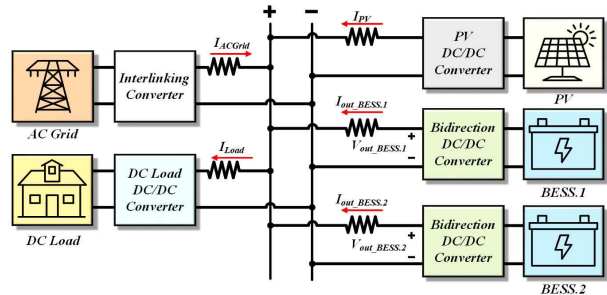 + −
I_ACGrid
Interlinking
Converter
AC Grid
I_Load
DC Load
DC/DC
Converter
DC Load
I_PV
PV
DC/DC
Converter
PV
I_out_BESS.1
+
V_out_BESS.1
−
Bidirection
DC/DC
Converter
BESS.1
I_out_BESS.2
+
V_out_BESS.2
−
Bidirection
DC/DC
Converter
BESS.2